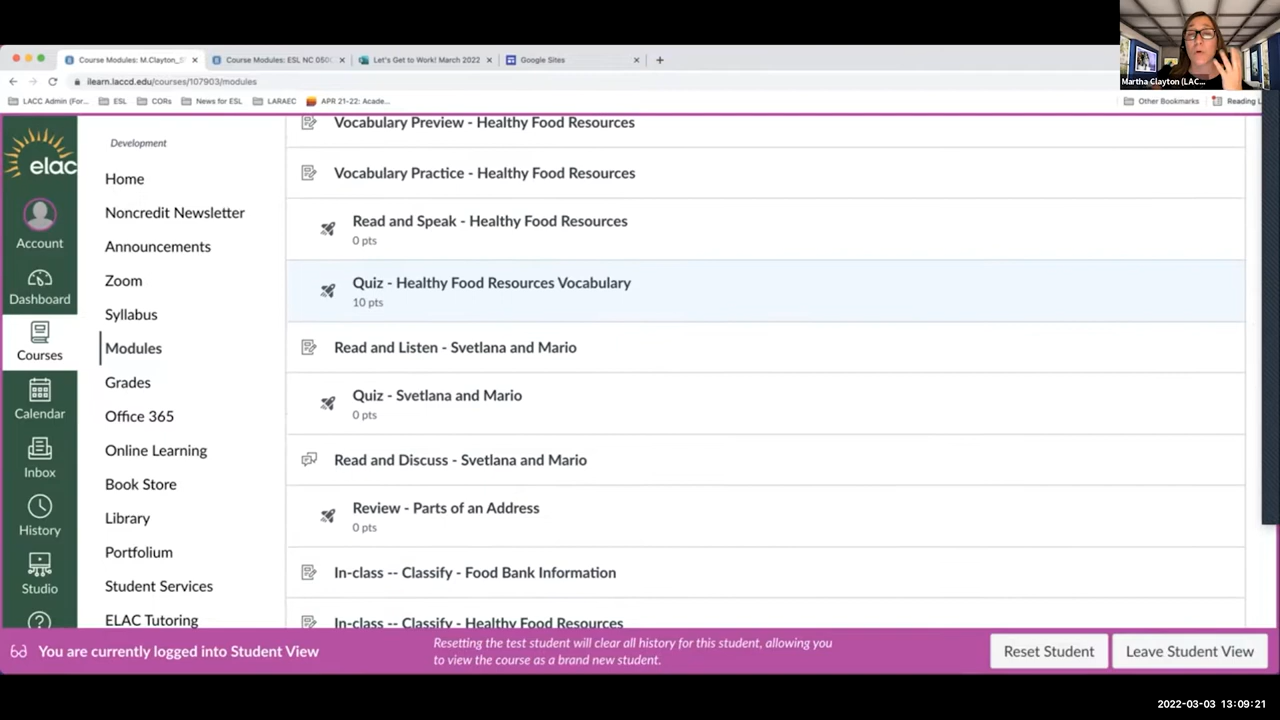 Martha Clayton (LAC...
Course Modules: M.Clayton_S
Course Modules: ESL NC 050
Let's Get to Work! March 2022
Google Sites
ilearn.laccd.edu/courses/107903/modules
LACC Admin (For...
ESL
CORs
News for ESL
LARAEC
APR 21-22: Acade...
Other Bookmarks
Reading L
elac
Account
Dashboard
Courses
Calendar
Inbox
History
Studio
Development
Home
Noncredit Newsletter
Announcements
Zoom
Syllabus
Modules
Grades
Office 365
Online Learning
Book Store
Library
Portfolium
Student Services
ELAC Tutoring
Vocabulary Preview - Healthy Food Resources
Vocabulary Practice - Healthy Food Resources
Read and Speak - Healthy Food Resources
0 pts
Quiz - Healthy Food Resources Vocabulary
10 pts
Read and Listen - Svetlana and Mario
Quiz - Svetlana and Mario
0 pts
Read and Discuss - Svetlana and Mario
Review - Parts of an Address
0 pts
In-class -- Classify - Food Bank Information
In-class -- Classify - Healthy Food Resources
You are currently logged into Student View
Resetting the test student will clear all history for this student, allowing you
to view the course as a brand new student.
Reset Student
Leave Student View
2022-03-03 13:09:21